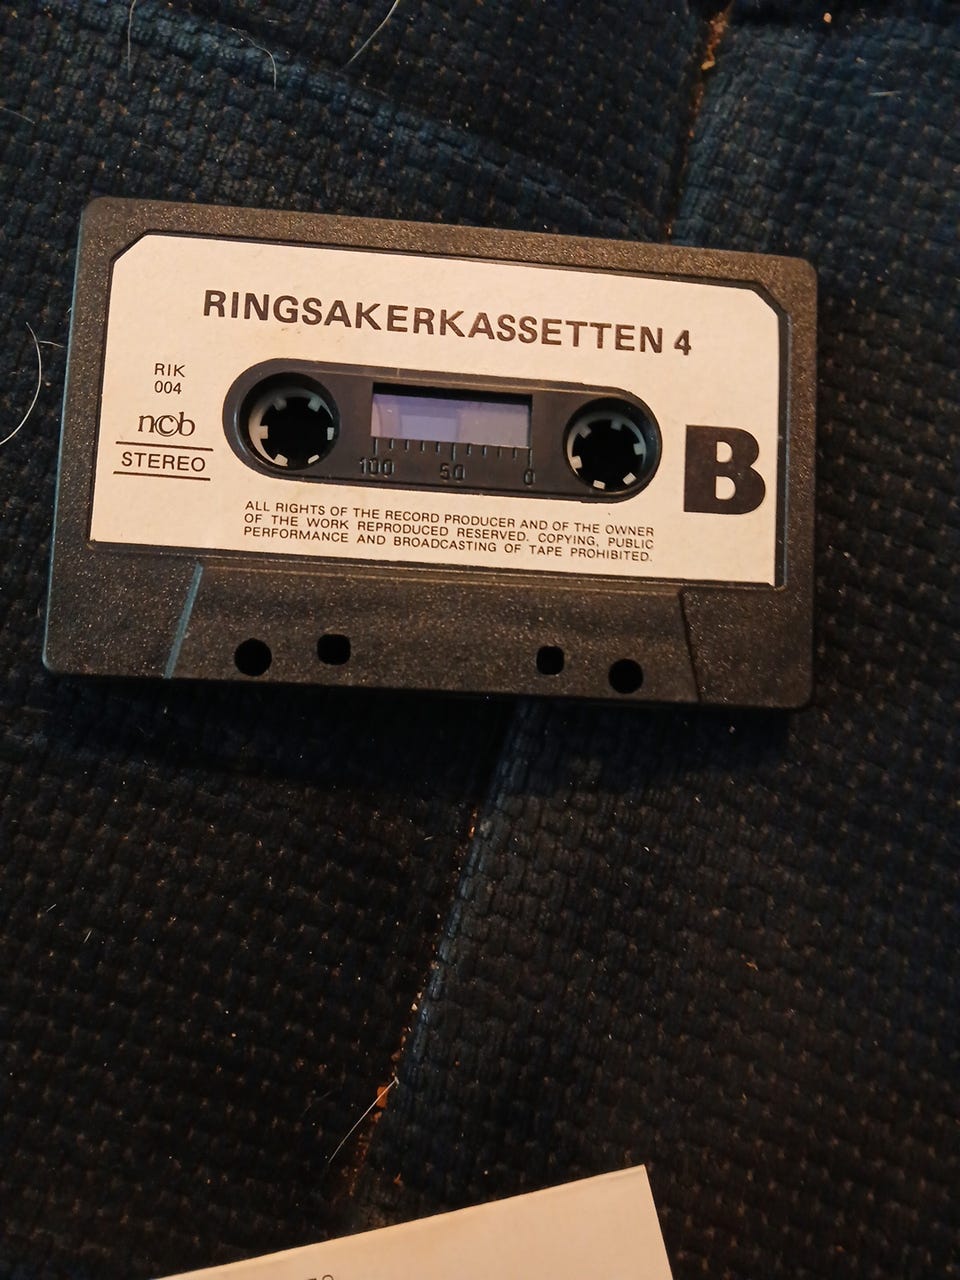 RINGSAKERKASSETTEN 4
RIK
004
ncb
STEREO
100 50 0
B
ALL RIGHTS OF THE RECORD PRODUCER AND OF THE OWNER
OF THE WORK REPRODUCED RESERVED. COPYING, PUBLIC
PERFORMANCE AND BROADCASTING OF TAPE PROHIBITED.